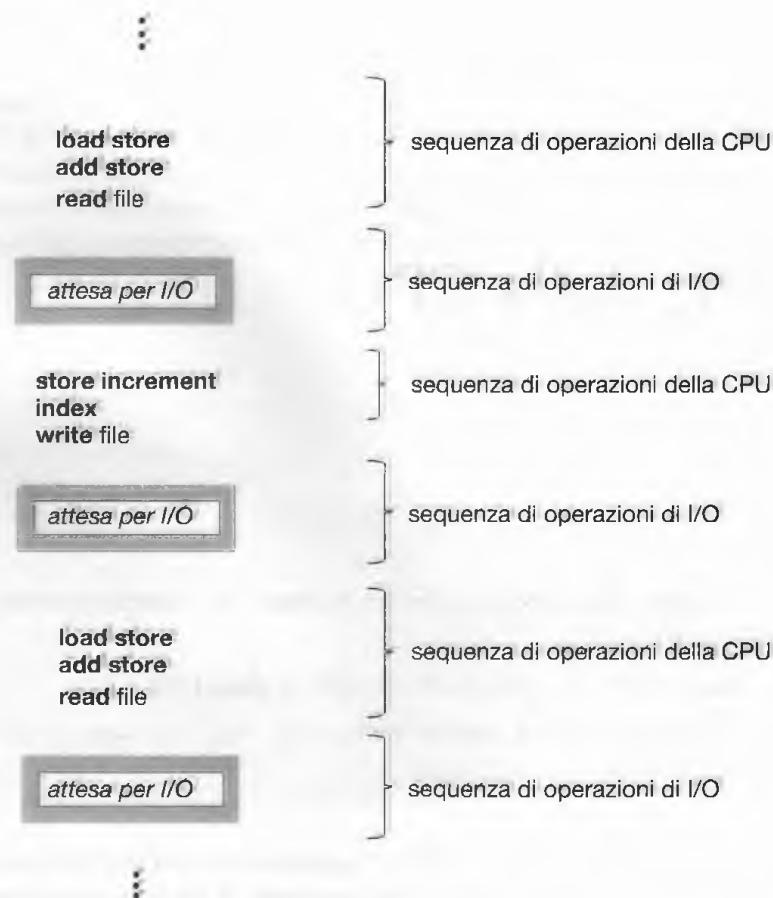 load store
add store
read file
sequenza di operazioni della CPU
attesa per I/O
sequenza di operazioni di I/O
store increment
index
write file
sequenza di operazioni della CPU
attesa per I/O
sequenza di operazioni di I/O
load store
add store
read file
sequenza di operazioni della CPU
attesa per I/O
sequenza di operazioni di I/O